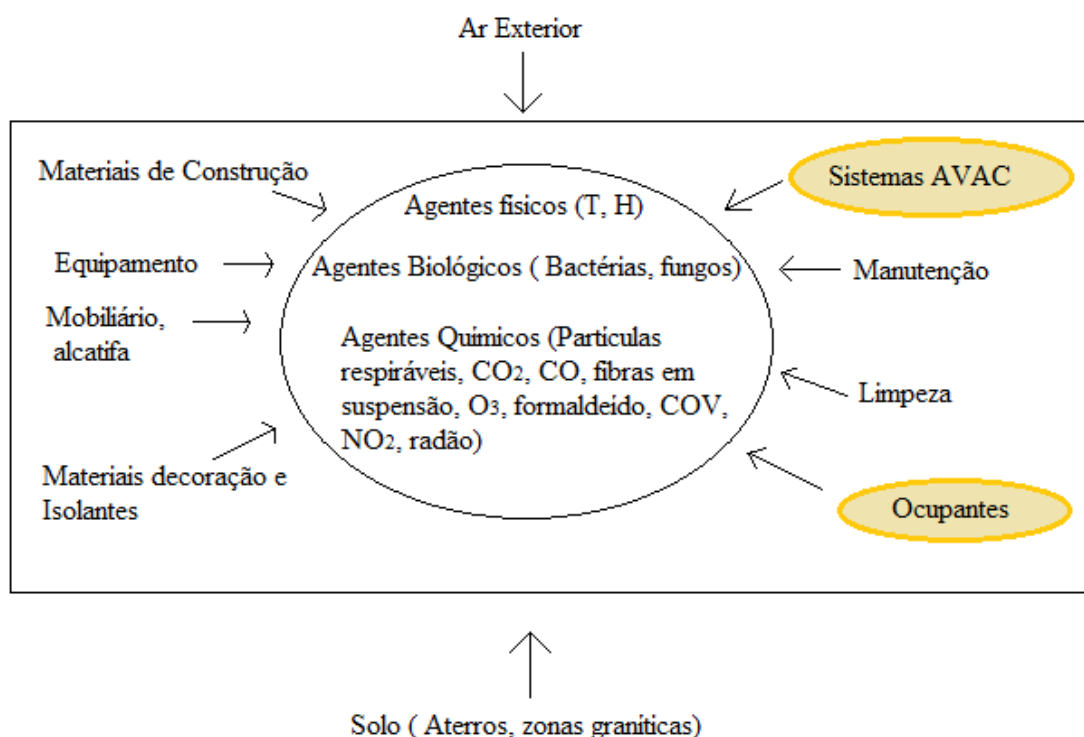 Ar Exterior
Materiais de Construção
Sistemas AVAC
Agentes físicos (T, H)
Equipamento
Agentes Biológicos ( Bactérias, fungos)
Manutenção
Mobiliário,
alcatifa
Agentes Químicos (Partículas
respiráveis, CO2, CO, fibras em
suspensão, O3, formaldeído, COV,
NO2, radão)
Limpeza
Materiais decoração e
Isolantes
Ocupantes
Solo ( Aterros, zonas graníticas)